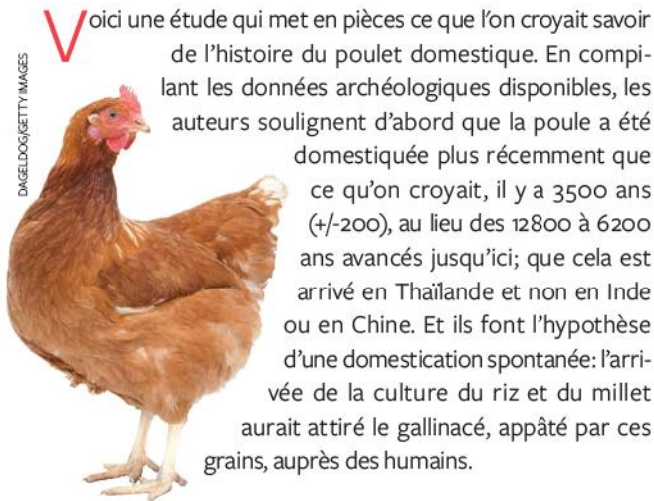 Voici une étude qui met en pièces ce que l'on croyait savoir
de l'histoire du poulet domestique. En compi-
lant les données archéologiques disponibles, les
auteurs soulignent d'abord que la poule a été
domestiquée plus récemment que
ce qu'on croyait, il y a 3500 ans
(+/-200), au lieu des 12800 à 6200
ans avancés jusqu'ici; que cela est
arrivé en Thaïlande et non en Inde
ou en Chine. Et ils font l'hypothèse
d'une domestication spontanée: l'arri-
vée de la culture du riz et du millet
aurait attiré le gallinacé, appâté par ces
grains, auprès des humains.
DAGELDOG/GETTY IMAGES